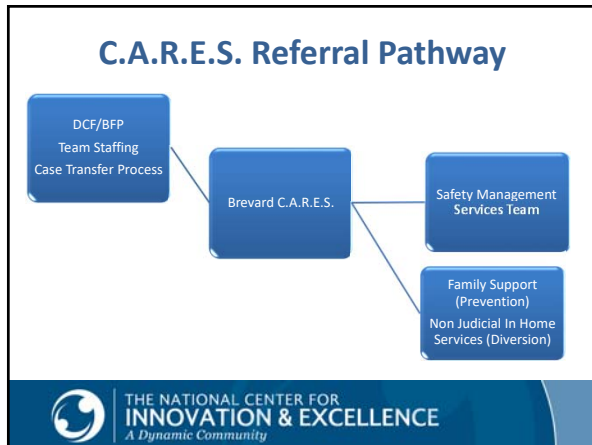 C.A.R.E.S. Referral Pathway
DCF/BFP
Team Staffing
Case Transfer Process
Brevard C.A.R.E.S.
Safety Management
Services Team
Family Support
(Prevention)
Non Judicial In Home
Services (Diversion)
THE NATIONAL CENTER FOR
INNOVATION & EXCELLENCE
A Dynamic Community